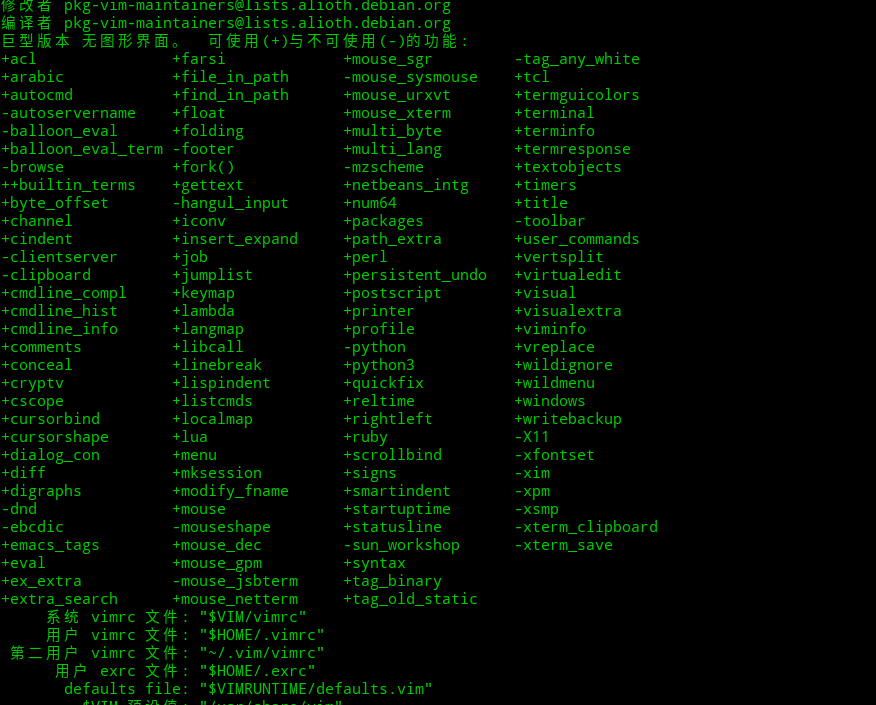 修改者 pkg-vim-maintainers@lists.alioth.debian.org
编译者 pkg-vim-maintainers@lists.alioth.debian.org
巨型版本 无图形界面。  可使用(+)与不可使用(-)的功能:
+acl               +farsi             +mouse_sgr         -tag_any_white
+arabic            +file_in_path      -mouse_sysmouse    +tcl
+autocmd           +find_in_path      +mouse_urxvt       +termguicolors
-autoservername    +float             +mouse_xterm       +terminal
-balloon_eval      +folding           +multi_byte        +terminfo
+balloon_eval_term -footer            +multi_lang        +termresponse
-browse            +fork()            -mzscheme          +textobjects
++builtin_terms    +gettext           +netbeans_intg     +timers
+byte_offset       -hangul_input      +num64             +title
+channel           +iconv             +packages          -toolbar
+cindent           +insert_expand     +path_extra        +user_commands
-clientserver      +job               +perl              +vertsplit
-clipboard         +jumplist          +persistent_undo   +virtualedit
+cmdline_compl     +keymap            +postscript        +visual
+cmdline_hist      +lambda            +printer           +visualextra
+cmdline_info      +langmap           +profile           +viminfo
+comments          +libcall           -python            +vreplace
+conceal           +linebreak         +python3           +wildignore
+cryptv            +lispindent        +quickfix          +wildmenu
+cscope            +listcmds          +reltime           +windows
+cursorbind        +localmap          +rightleft         +writebackup
+cursorshape       +lua               +ruby              -X11
+dialog_con        +menu              +scrollbind        -xfontset
+diff              +mksession         +signs             -xim
+digraphs          +modify_fname      +smartindent       -xpm
-dnd               +mouse             +startuptime       -xsmp
-ebcdic            -mouseshape        +statusline        -xterm_clipboard
+emacs_tags        +mouse_dec         -sun_workshop      -xterm_save
+eval              +mouse_gpm         +syntax
+ex_extra          -mouse_jsbterm     +tag_binary
+extra_search      +mouse_netterm     +tag_old_static
系统 vimrc 文件: "$VIM/vimrc"
用户 vimrc 文件: "$HOME/.vimrc"
第二用户 vimrc 文件: "~/.vim/vimrc"
用户 exrc 文件: "$HOME/.exrc"
defaults file: "$VIMRUNTIME/defaults.vim"
$VIM 预设值: "/usr/share/vim"